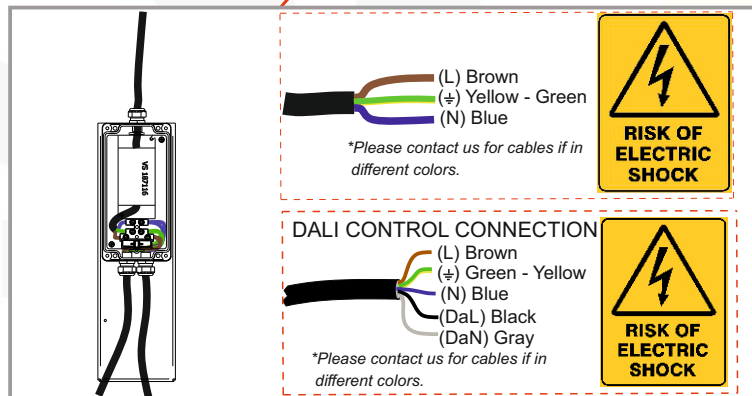 VS 187116
(L) Brown
(⏚) Yellow - Green
(N) Blue
*Please contact us for cables if in
different colors.
RISK OF
ELECTRIC
SHOCK
DALI CONTROL CONNECTION
(L) Brown
(⏚) Green - Yellow
(N) Blue
(DaL) Black
(DaN) Gray
*Please contact us for cables if in
different colors.
RISK OF
ELECTRIC
SHOCK